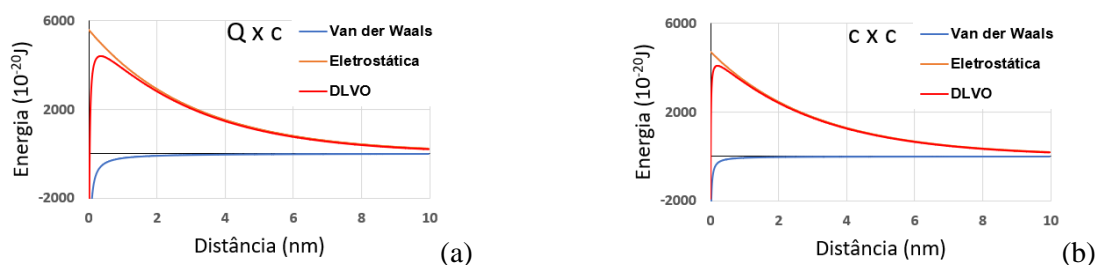 Q x c
Van der Waals
Eletrostática
DLVO
6000
2000
-2000
Energia (10⁻²⁰J)
0
2
4
6
8
10
Distância (nm)
(a)
c x c
Van der Waals
Eletrostática
DLVO
6000
2000
-2000
Energia (10⁻²⁰J)
0
2
4
6
8
10
Distância (nm)
(b)